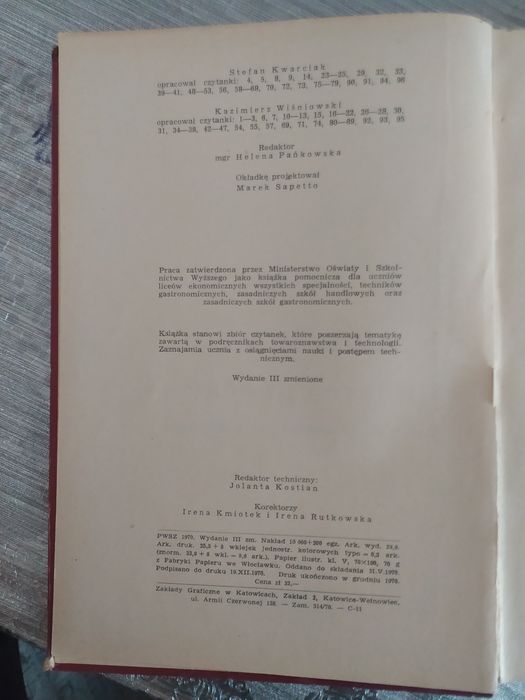 Stefan Kwarciak
opracował czytanki: 4, 5, 8, 9, 14, 23—25, 29, 32, 33,
39—41, 48—53, 56, 58—68, 70, 72, 73, 75—79, 90, 91, 94, 96
Kazimierz Wiśniowski
opracował czytanki: 1—3, 6, 7, 10—13, 15, 16—22, 26—28, 30,
31, 34—38, 42—47, 54, 55, 57, 69, 71, 74, 80—89, 92, 93, 95
Redaktor
mgr Helena Pańkowska
Okładkę projektował
Marek Sapetto
Praca zatwierdzona przez Ministerstwo Oświaty i Szkol-
nictwa Wyższego jako książka pomocnicza dla uczniów
liceów ekonomicznych wszystkich specjalności, techników
gastronomicznych, zasadniczych szkół handlowych oraz
zasadniczych szkół gastronomicznych.
Książka stanowi zbiór czytanek, które poszerzają tematykę
zawartą w podręcznikach towaroznawstwa i technologii.
Zaznajamia ucznia z osiągnięciami nauki i postępem tech-
nicznym.
Wydanie III zmienione
Redaktor techniczny:
Jolanta Kostian
Korektorzy
Irena Kmiotek i Irena Rutkowska
PWSZ 1970. Wydanie III zm. Nakład 10 000+200 egz. Ark. wyd.
Ark. druk. + 8 wklejek jednostr. kolorowych typo = ark.
(znorm. + 8 wkl. = ark.). Papier ilustr. kl. V, 70×100, 70 g
z Fabryki Papieru we Włocławku. Oddano do składania 11.V.1970.
Podpisano do druku 10.XII.1970. Druk ukończono w grudniu 1970.
Cena zł 32,—
Zakłady Graficzne w Katowicach, Zakład 3, Katowice-Wełnowiec,
ul. Armii Czerwonej 138. — Zam. 314/70. — C-11